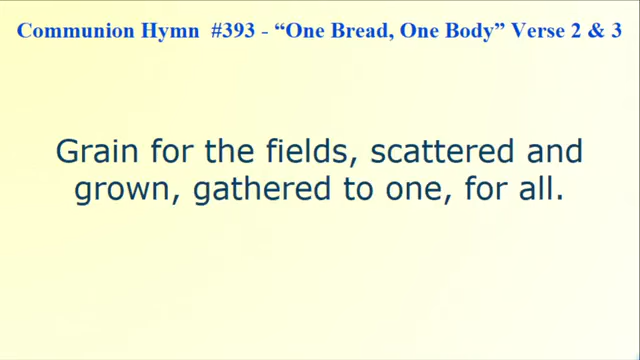 Communion Hymn #393 - “One Bread, One Body” Verse 2 & 3
Grain for the fields, scattered and
grown, gathered to one, for all.